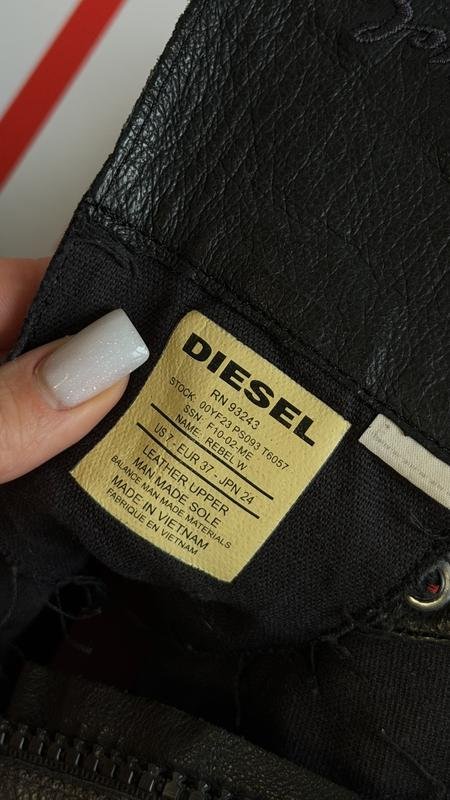 DIESEL
RN 93243
STOCK: 00YF23 PS093 T6057
SSN: F10-02-ME
NAME: REBEL W
US 7 - EUR 37 - JPN 24
LEATHER UPPER
MAN MADE SOLE
BALANCE MAN MADE MATERIALS
MADE IN VIETNAM
FABRIQUE EN VIETNAM